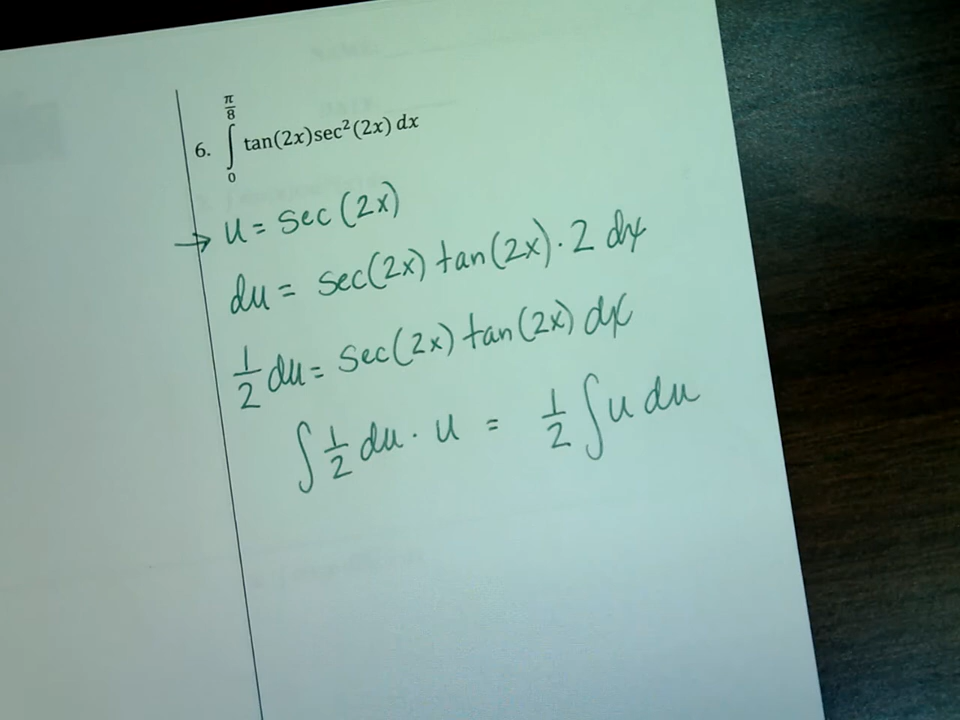 6. ∫₀^(π/8) tan(2x)sec²(2x) dx
→ u = sec(2x)
du = sec(2x) tan(2x) · 2 dx
1/2 du = sec(2x) tan(2x) dx
∫ 1/2 du · u = 1/2 ∫ u du